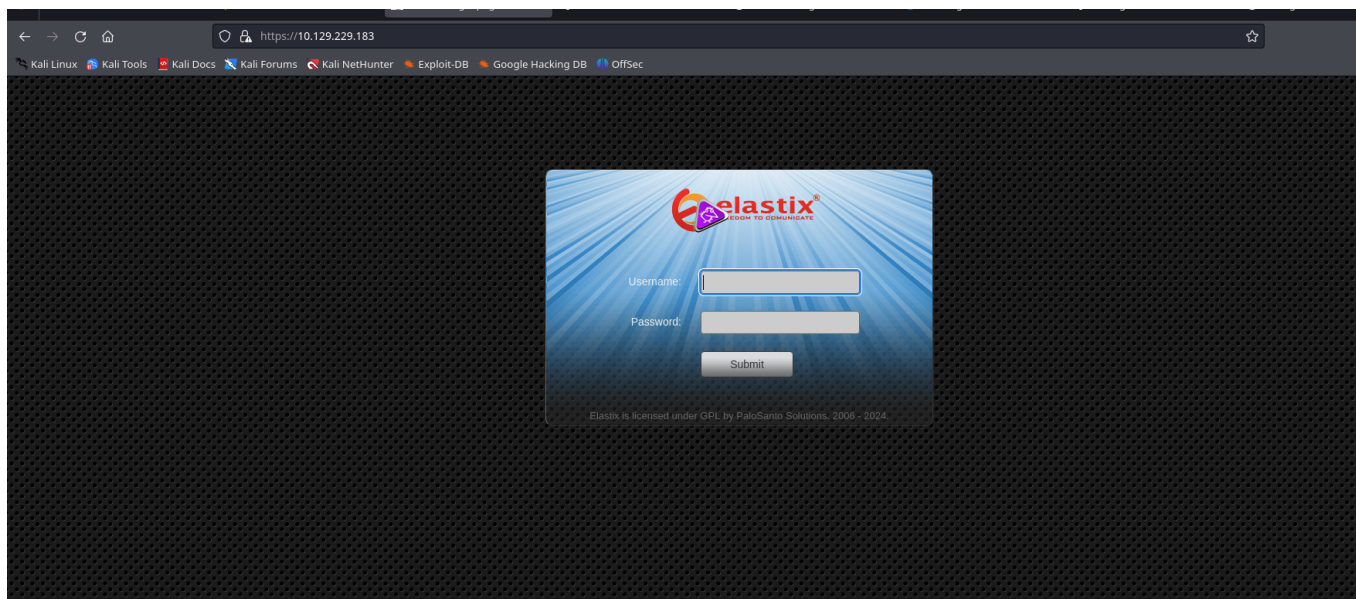 https://10.129.229.183
Kali Linux Kali Tools Kali Docs Kali Forums Kali NetHunter Exploit-DB Google Hacking DB OffSec
elastix®
Username:
Password:
Submit
Elastix is licensed under GPL by PaloSanto Solutions. 2006 - 2024.